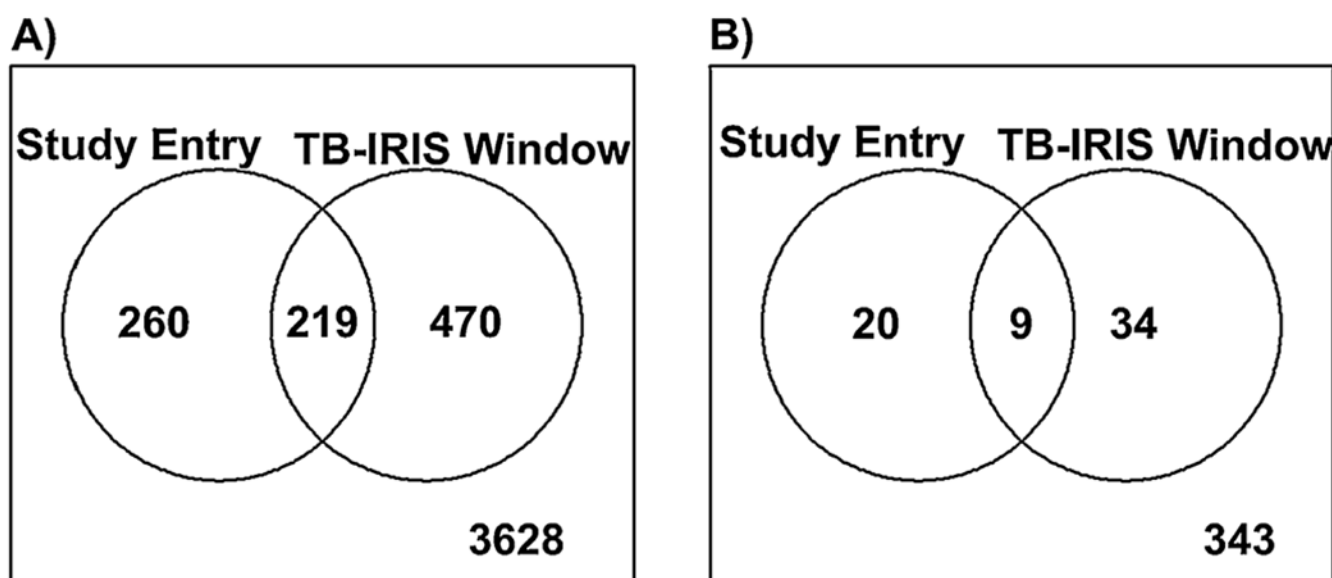 A)
Study Entry TB-IRIS Window
260 219 470
3628
B)
Study Entry TB-IRIS Window
20 9 34
343